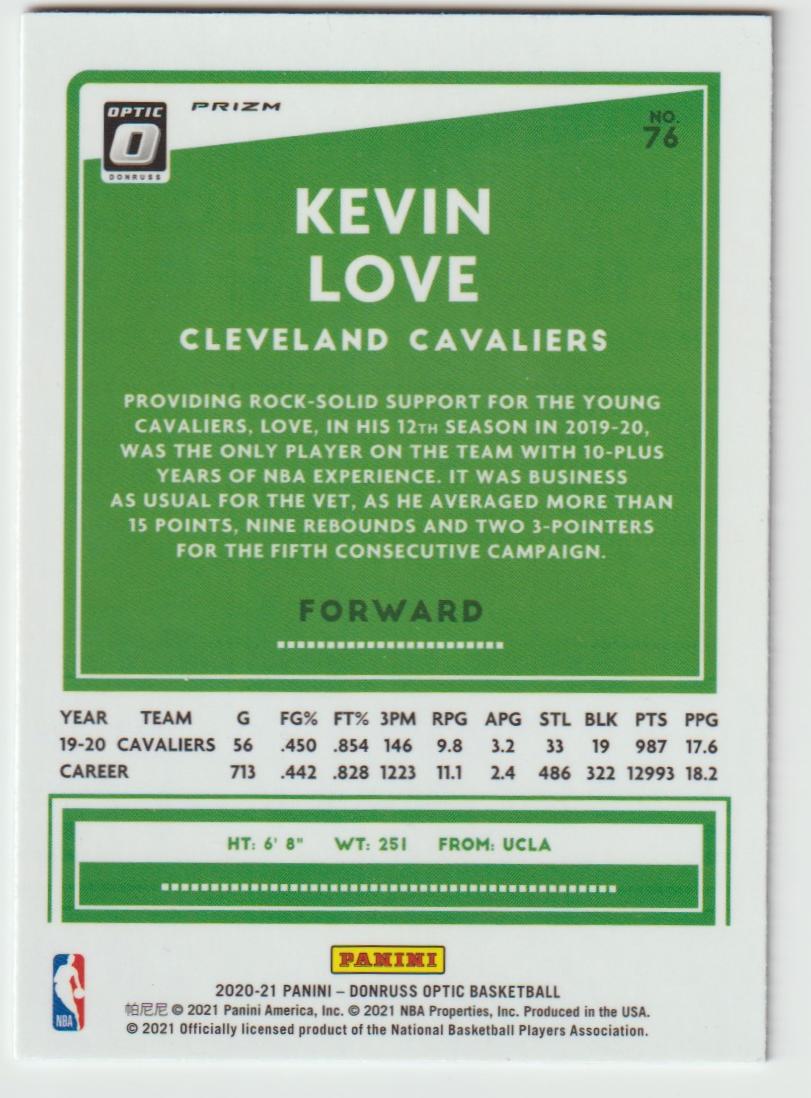 OPTIC
O
DONRUSS
PRIZM
NO.
76
KEVIN
LOVE
CLEVELAND CAVALIERS
PROVIDING ROCK-SOLID SUPPORT FOR THE YOUNG
CAVALIERS, LOVE, IN HIS 12TH SEASON IN 2019-20,
WAS THE ONLY PLAYER ON THE TEAM WITH 10-PLUS
YEARS OF NBA EXPERIENCE. IT WAS BUSINESS
AS USUAL FOR THE VET, AS HE AVERAGED MORE THAN
15 POINTS, NINE REBOUNDS AND TWO 3-POINTERS
FOR THE FIFTH CONSECUTIVE CAMPAIGN.
FORWARD
YEAR TEAM G FG% FT% 3PM RPG APG STL BLK PTS PPG
19-20 CAVALIERS 56 .450 .854 146 9.8 3.2 33 19 987 17.6
CAREER 713 .442 .828 1223 11.1 2.4 486 322 12993 18.2
HT: 6' 8" WT: 251 FROM: UCLA
PANINI
NBA
2020-21 PANINI – DONRUSS OPTIC BASKETBALL
帕尼尼 © 2021 Panini America, Inc. © 2021 NBA Properties, Inc. Produced in the USA.
© 2021 Officially licensed product of the National Basketball Players Association.